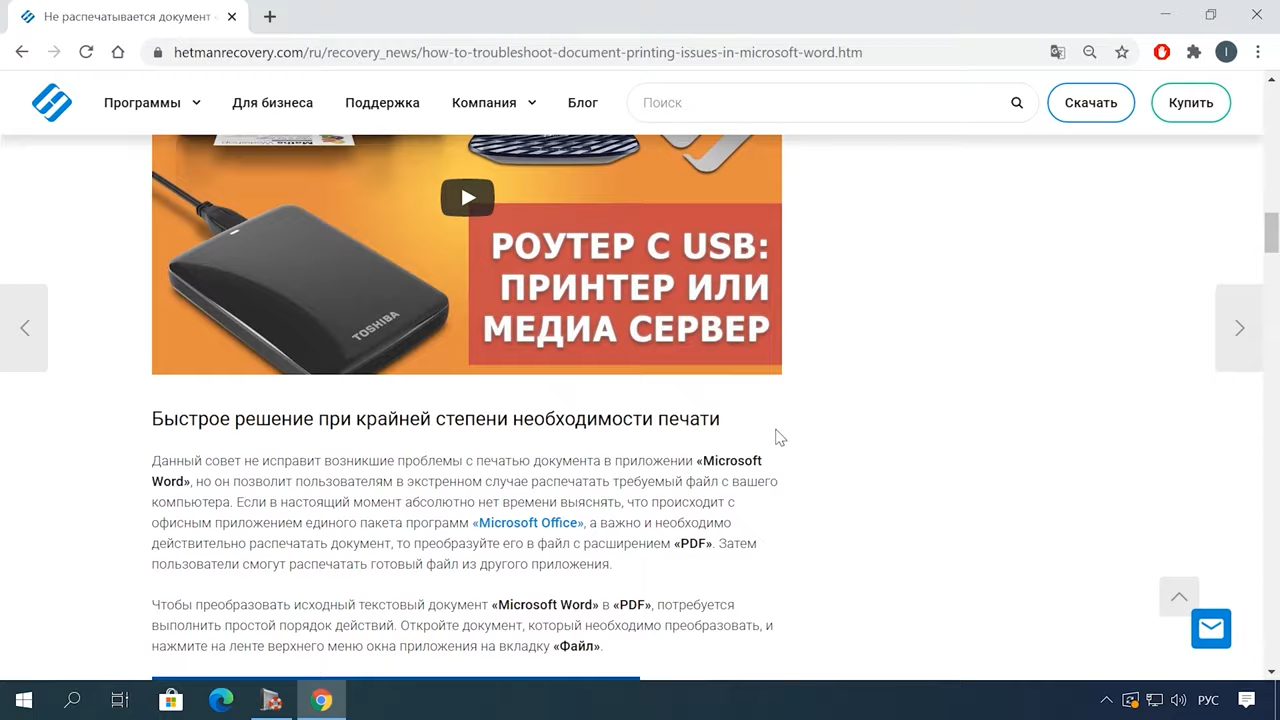 Не распечатывается документ
hetmanrecovery.com/ru/recovery_news/how-to-troubleshoot-document-printing-issues-in-microsoft-word.htm
Программы
Для бизнеса
Поддержка
Компания
Блог
Поиск
Скачать
Купить
TOSHIBA
РОУТЕР С USB:
ПРИНТЕР ИЛИ
МЕДИА СЕРВЕР
Быстрое решение при крайней степени необходимости печати
Данный совет не исправит возникшие проблемы с печатью документа в приложении «Microsoft
Word», но он позволит пользователям в экстренном случае распечатать требуемый файл с вашего
компьютера. Если в настоящий момент абсолютно нет времени выяснять, что происходит с
офисным приложением единого пакета программ «Microsoft Office», а важно и необходимо
действительно распечатать документ, то преобразуйте его в файл с расширением «PDF». Затем
пользователи смогут распечатать готовый файл из другого приложения.
Чтобы преобразовать исходный текстовый документ «Microsoft Word» в «PDF», потребуется
выполнить простой порядок действий. Откройте документ, который необходимо преобразовать, и
нажмите на ленте верхнего меню окна приложения на вкладку «Файл».
РУС